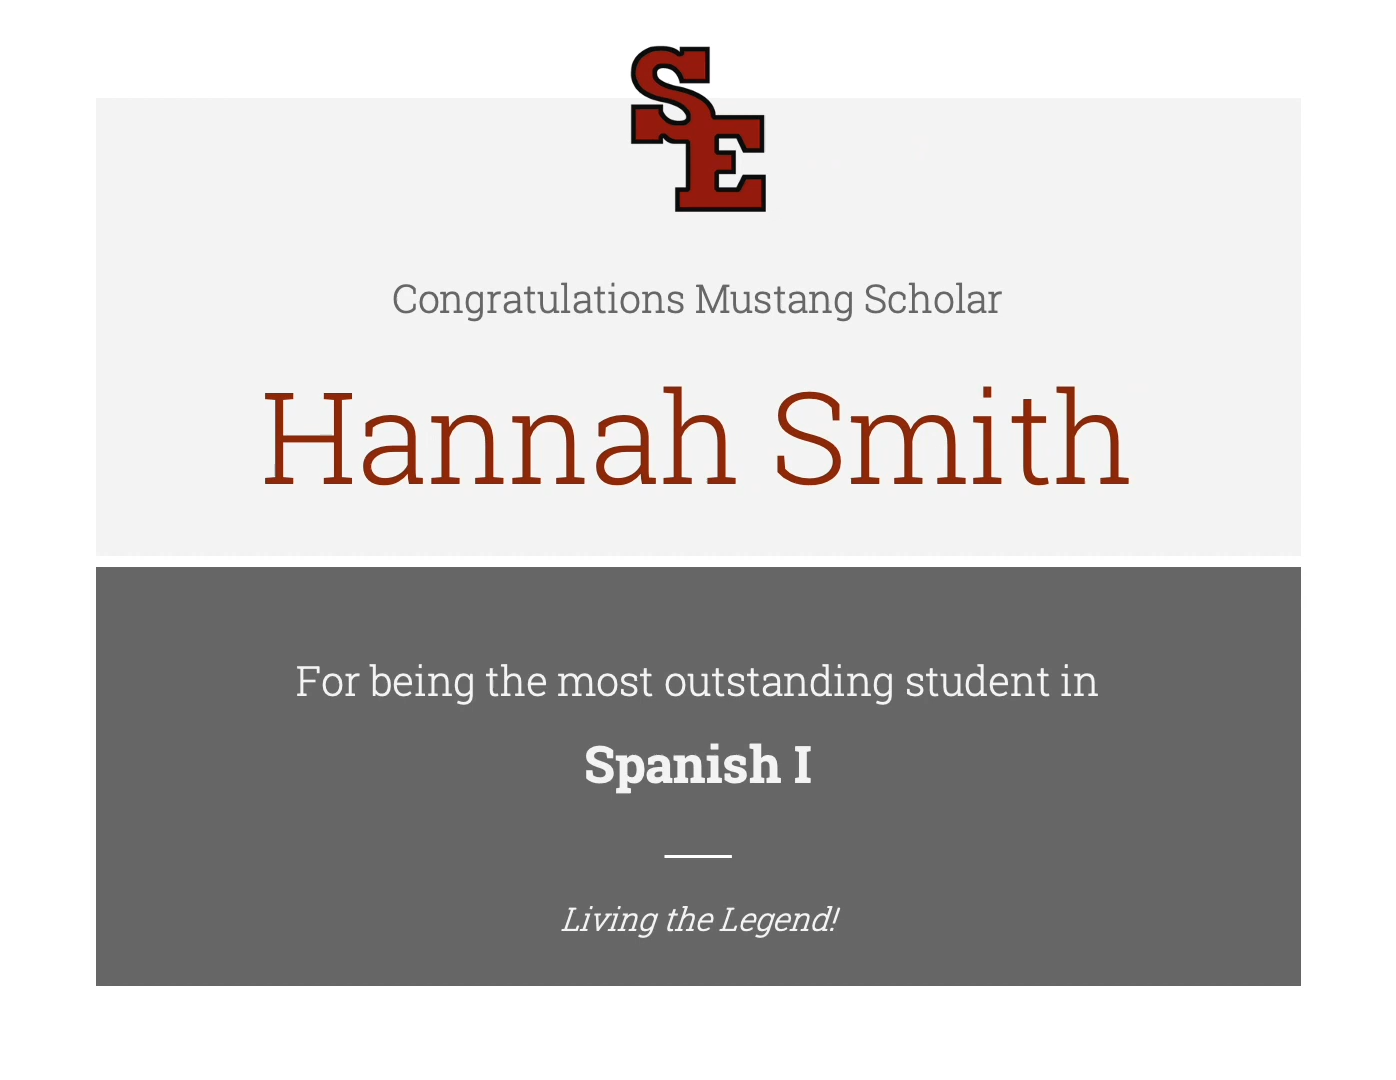 SE
Congratulations Mustang Scholar
Hannah Smith
For being the most outstanding student in
Spanish I
Living the Legend!